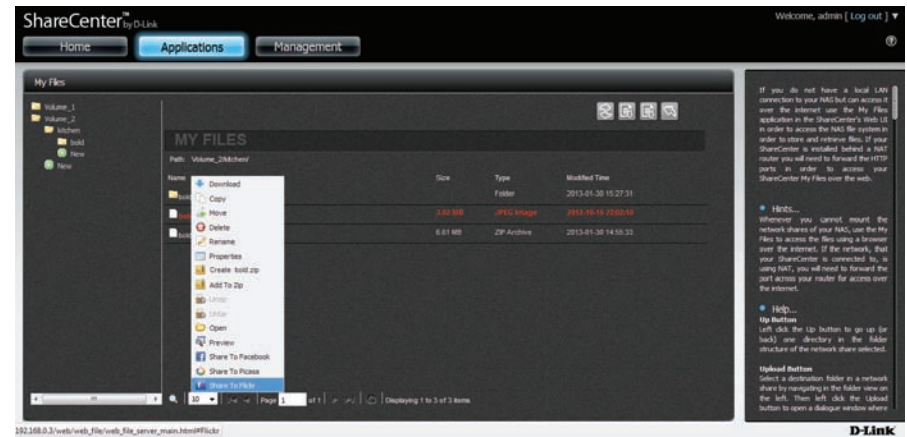 ShareCenter™ by D-Link
Welcome, admin [ Log out ]
Home
Applications
Management
My Files
Volume_1
Volume_2
kitchen
bold
New
New
MY FILES
Path: Volume_2/kitchen/
Name Size Type Modified Time
bold Folder 2013-01-30 15:27:31
3.02 MB JPEG Image
bold 6.61 MB ZIP Archive 2013-01-30 14:55:33
Download
Copy
Move
Delete
Rename
Properties
Create bold.zip
Add To Zip
Unzip
Untar
Open
Preview
Share To Facebook
Share To Picasa
Share To Flickr
10 Page 1 of 1 Displaying 1 to 3 of 3 items
If you do not have a local LAN
connection to your NAS but can access it
over the internet use the My Files
application in the ShareCenter's Web UI
in order to access the NAS file system in
order to store and retrieve files. If your
ShareCenter is installed behind a NAT
router you will need to forward the HTTP
ports in order to access your
ShareCenter My Files over the web.
Hints...
Whenever you cannot mount the
network shares of your NAS, use the My
Files to access the files using a browser
over the internet. If the network, that
your ShareCenter is connected to, is
using NAT, you will need to forward the
port across your router for access over
the internet.
Help...
Up Button
Left click the Up button to go up (or
back) one directory in the folder
structure of the network share selected.
Upload Button
Select a destination folder in a network
share by navigating in the folder view on
the left. Then left click the Upload
button to open a dialogue window where
192.168.0.3/web/web_file/web_file_server_main.html#Flickr
D-Link